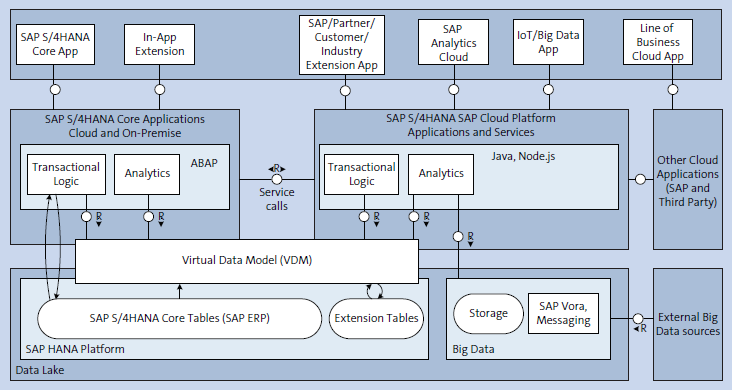 SAP S/4HANA
Core App
In-App
Extension
SAP/Partner/
Customer/
Industry
Extension App
SAP
Analytics
Cloud
IoT/Big Data
App
Line of
Business
Cloud App
SAP S/4HANA Core Applications
Cloud and On-Premise
ABAP
Transactional
Logic
Analytics
R
R
R
Service
calls
SAP S/4HANA SAP Cloud Platform
Applications and Services
Java, Node.js
Transactional
Logic
Analytics
R
R
R
Other Cloud
Applications
(SAP and
Third Party)
Virtual Data Model (VDM)
SAP S/4HANA Core Tables (SAP ERP)
Extension Tables
SAP HANA Platform
Storage
SAP Vora,
Messaging
Big Data
R
External Big
Data sources
Data Lake